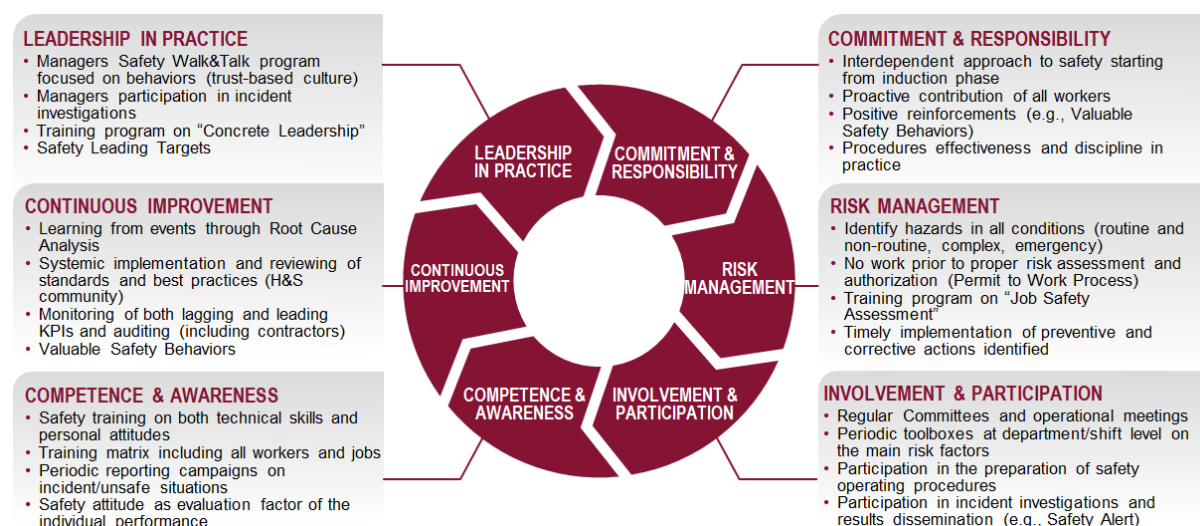 LEADERSHIP IN PRACTICE
• Managers Safety Walk&Talk program
focused on behaviors (trust-based culture)
• Managers participation in incident
investigations
• Training program on “Concrete Leadership”
• Safety Leading Targets
CONTINUOUS IMPROVEMENT
• Learning from events through Root Cause
Analysis
• Systemic implementation and reviewing of
standards and best practices (H&S
community)
• Monitoring of both lagging and leading
KPIs and auditing (including contractors)
• Valuable Safety Behaviors
COMPETENCE & AWARENESS
• Safety training on both technical skills and
personal attitudes
• Training matrix including all workers and jobs
• Periodic reporting campaigns on
incident/unsafe situations
• Safety attitude as evaluation factor of the
individual performance
LEADERSHIP
IN PRACTICE
COMMITMENT &
RESPONSIBILITY
CONTINUOUS
IMPROVEMENT
RISK
MANAGEMENT
COMPETENCE &
AWARENESS
INVOLVEMENT &
PARTICIPATION
COMMITMENT & RESPONSIBILITY
• Interdependent approach to safety starting
from induction phase
• Proactive contribution of all workers
• Positive reinforcements (e.g., Valuable
Safety Behaviors)
• Procedures effectiveness and discipline in
practice
RISK MANAGEMENT
• Identify hazards in all conditions (routine and
non-routine, complex, emergency)
• No work prior to proper risk assessment and
authorization (Permit to Work Process)
• Training program on “Job Safety
Assessment”
• Timely implementation of preventive and
corrective actions identified
INVOLVEMENT & PARTICIPATION
• Regular Committees and operational meetings
• Periodic toolboxes at department/shift level on
the main risk factors
• Participation in the preparation of safety
operating procedures
• Participation in incident investigations and
results dissemination (e.g., Safety Alert)